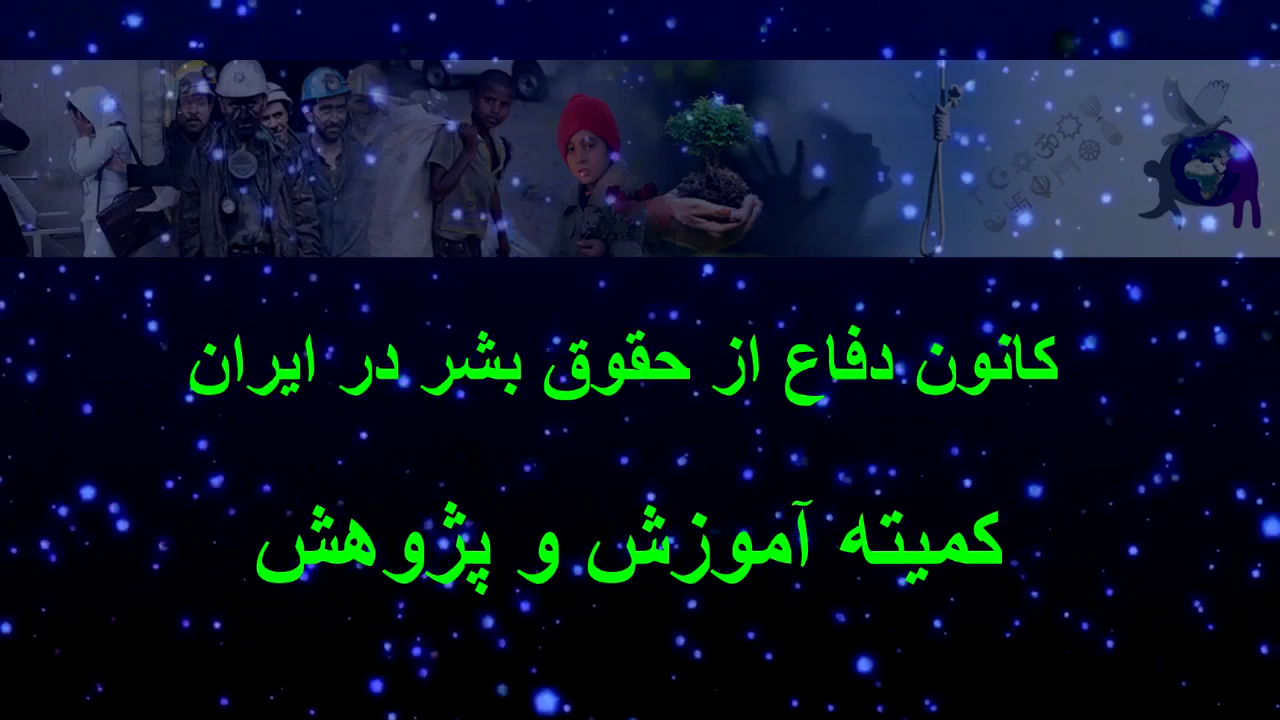 کانون دفاع از حقوق بشر در ایران
کمیته آموزش و پژوهش